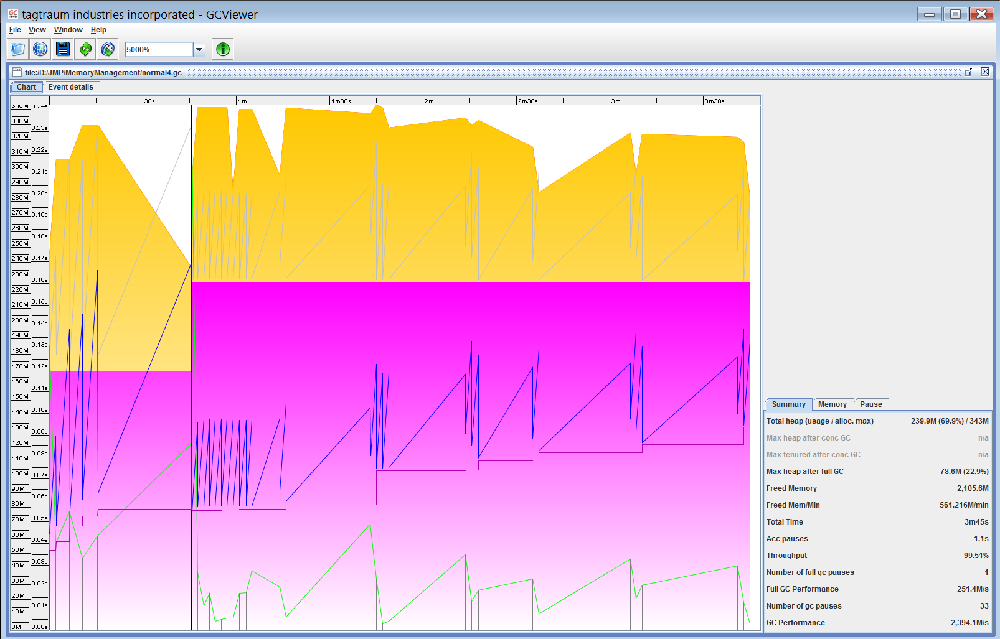 GC VIEWER tagtraum industries incorporated - GCViewer
File View Window Help
5000%
file:/D:/JMP/MemoryManagement/normal4.gc
Chart Event details
30s 1m 1m30s 2m 2m30s 3m 3m30s
340M 0.24s
330M
0.23s
320M
0.22s
310M
300M
0.21s
290M
0.20s
280M
270M
0.19s
260M
0.18s
250M
0.17s
240M
230M
0.16s
220M
0.15s
210M
200M
0.14s
190M
0.13s
180M
170M 0.12s
160M
0.11s
150M
0.10s
140M
130M
0.09s
120M
0.08s
110M
100M
0.07s
90M
0.06s
80M
70M 0.05s
60M
0.04s
50M
0.03s
40M
30M
0.02s
20M
0.01s
10M
0M 0.00s
Summary Memory Pause
Total heap (usage / alloc. max) 239.9M (69.9%) / 343M
Max heap after conc GC n/a
Max tenured after conc GC n/a
Max heap after full GC 78.6M (22.9%)
Freed Memory 2,105.6M
Freed Mem/Min 561.216M/min
Total Time 3m45s
Acc pauses 1.1s
Throughput 99.51%
Number of full gc pauses 1
Full GC Performance 251.4M/s
Number of gc pauses 33
GC Performance 2,394.1M/s